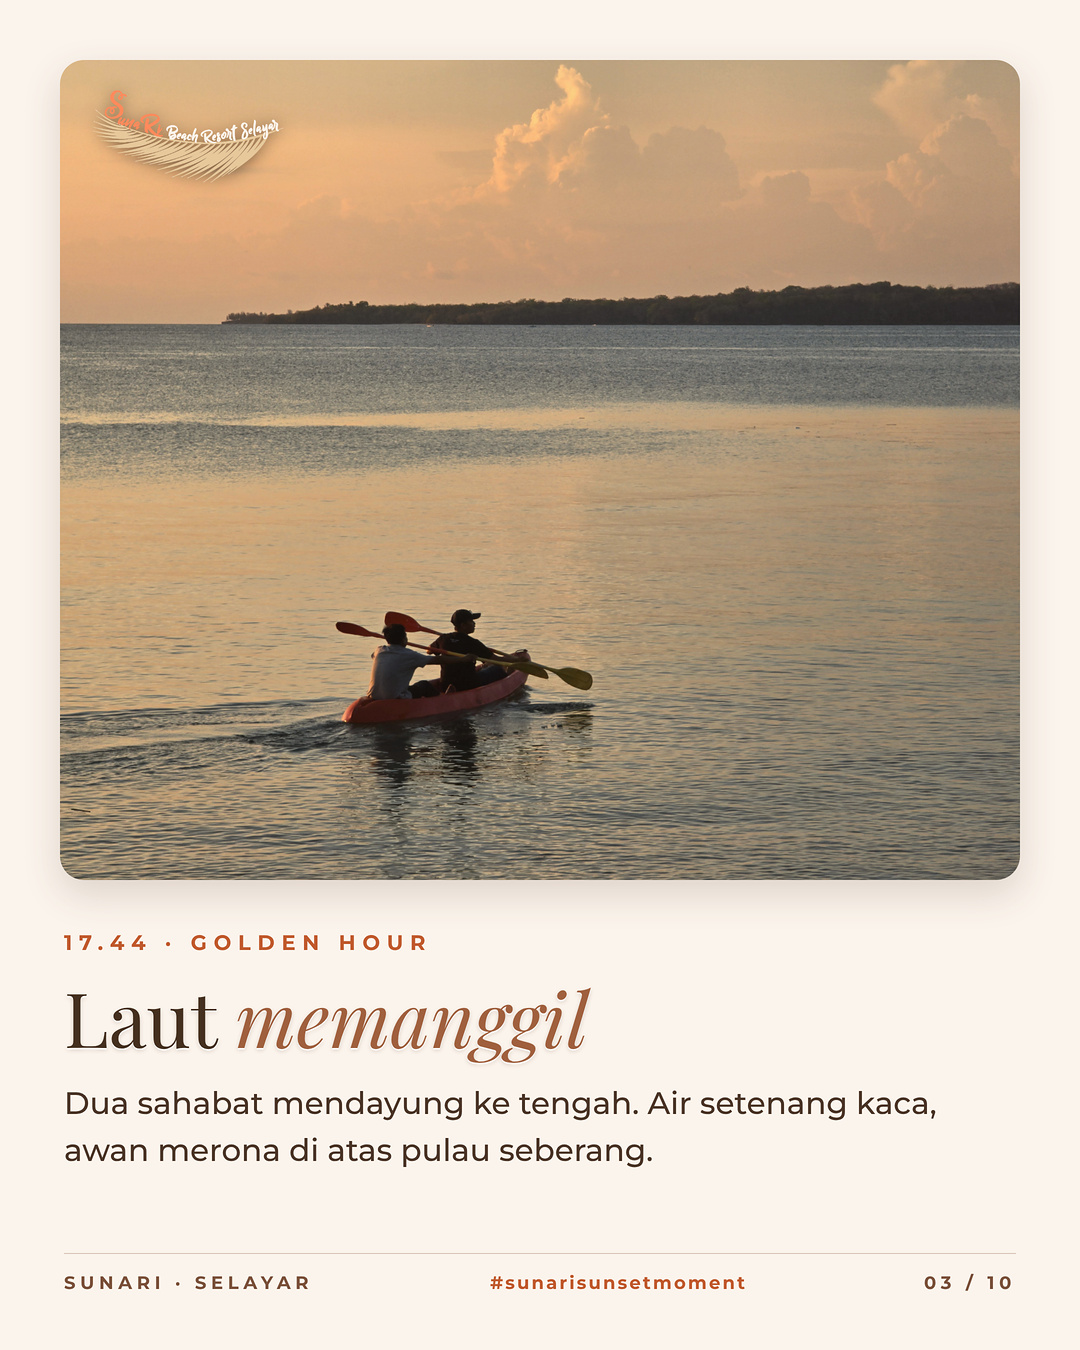 SunaRi Beach Resort Selayar
17.44 · GOLDEN HOUR
Laut memanggil
Dua sahabat mendayung ke tengah. Air setenang kaca,
awan merona di atas pulau seberang.
SUNARI · SELAYAR
#sunarisunsetmoment
03 / 10